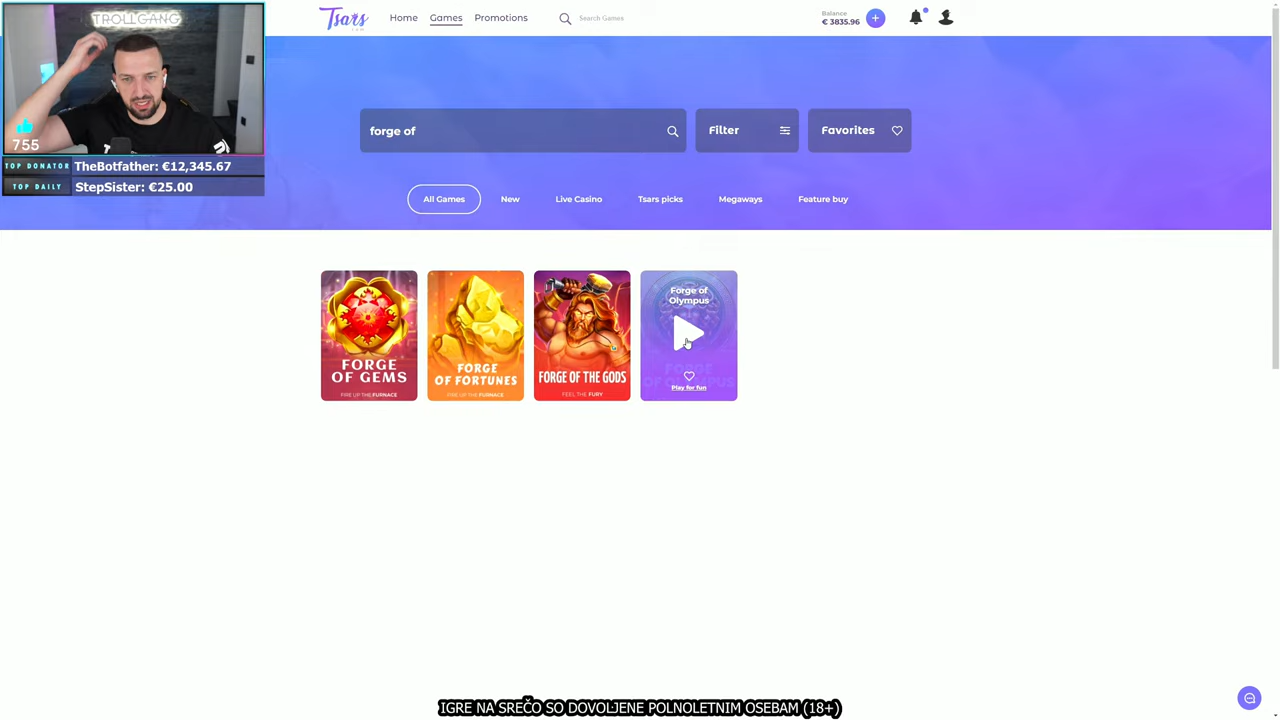 TROLLGANG
755
TOP DONATOR TheBotfather: €12,345.67
TOP DAILY StepSister: €25.00
Tsars
Home Games Promotions Search Games
Balance
€ 3835.96
forge of
Filter
Favorites
All Games New Live Casino Tsars picks Megaways Feature buy
FORGE
OF GEMS
FIRE UP THE FURNACE
FORGE
OF FORTUNES
FIRE UP THE FURNACE
FORGE OF THE GODS
FEEL THE FURY
Forge of
Olympus
FORGE
OF OLYMPUS
Play for fun
IGRE NA SREČO SO DOVOLJENE POLNOLETNIM OSEBAM (18+)